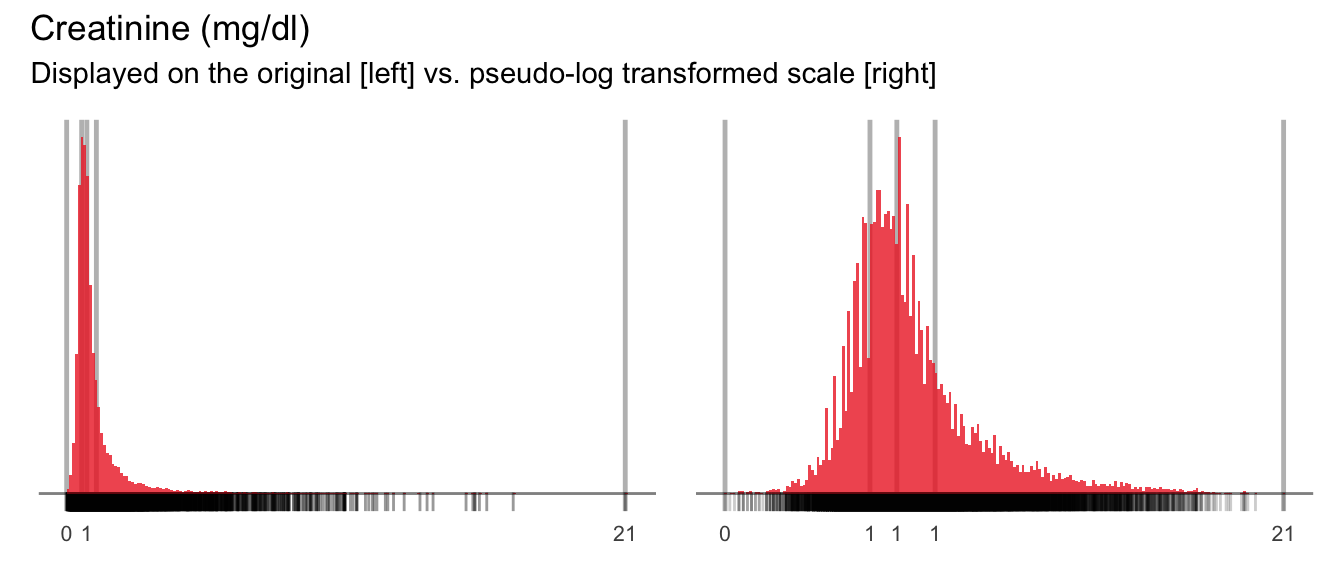 Creatinine (mg/dl)
Displayed on the original [left] vs. pseudo-log transformed scale [right]
0 1 21
0 1 1 1 21